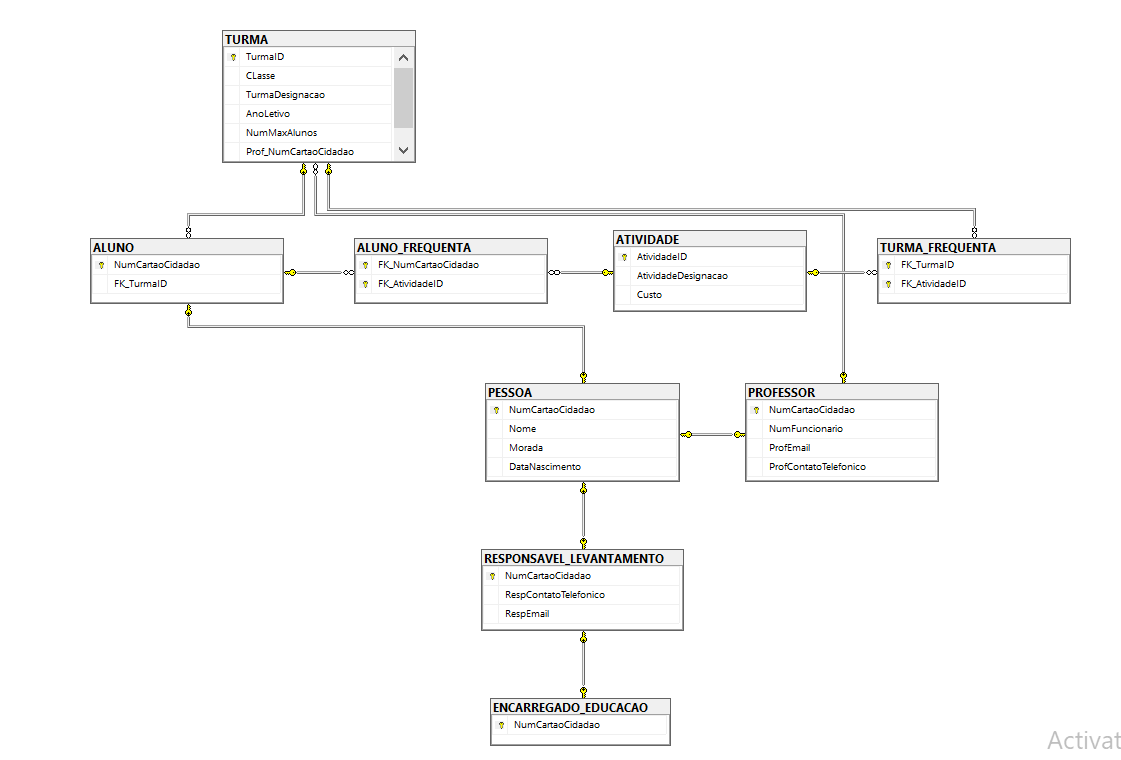 TURMA
TurmaID
CLasse
TurmaDesignacao
AnoLetivo
NumMaxAlunos
Prof_NumCartaoCidadao
ALUNO
NumCartaoCidadao
FK_TurmaID
ALUNO_FREQUENTA
FK_NumCartaoCidadao
FK_AtividadeID
ATIVIDADE
AtividadeID
AtividadeDesignacao
Custo
TURMA_FREQUENTA
FK_TurmaID
FK_AtividadeID
PESSOA
NumCartaoCidadao
Nome
Morada
DataNascimento
PROFESSOR
NumCartaoCidadao
NumFuncionario
ProfEmail
ProfContatoTelefonico
RESPONSAVEL_LEVANTAMENTO
NumCartaoCidadao
RespContatoTelefonico
RespEmail
ENCARREGADO_EDUCACAO
NumCartaoCidadao
Activat